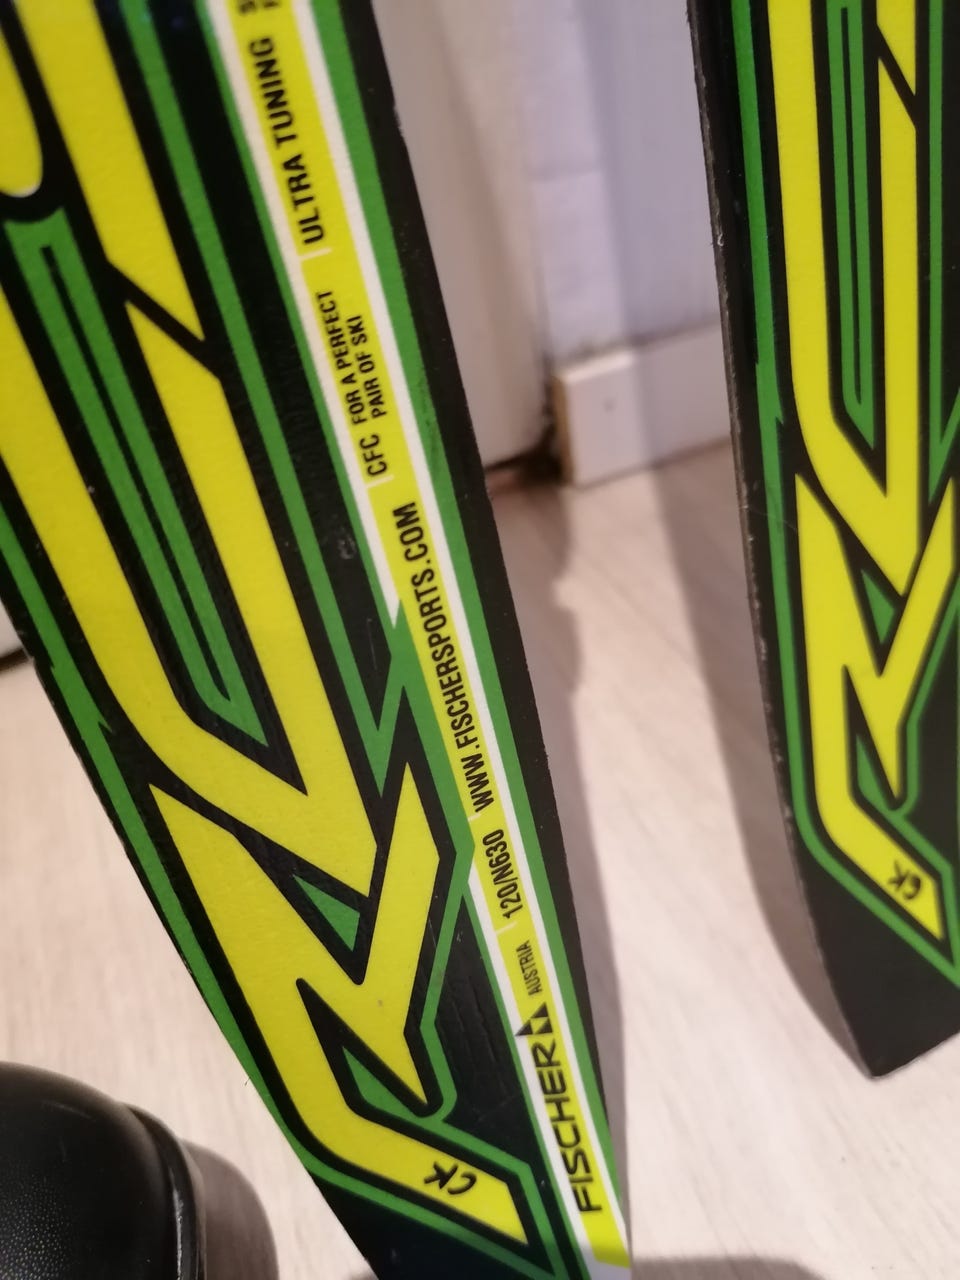 ULTRA TUNING
CFC FOR A PERFECT
PAIR OF SKI
WWW.FISCHERSPORTS.COM
120/N630
FISCHER AUSTRIA
CK
CK